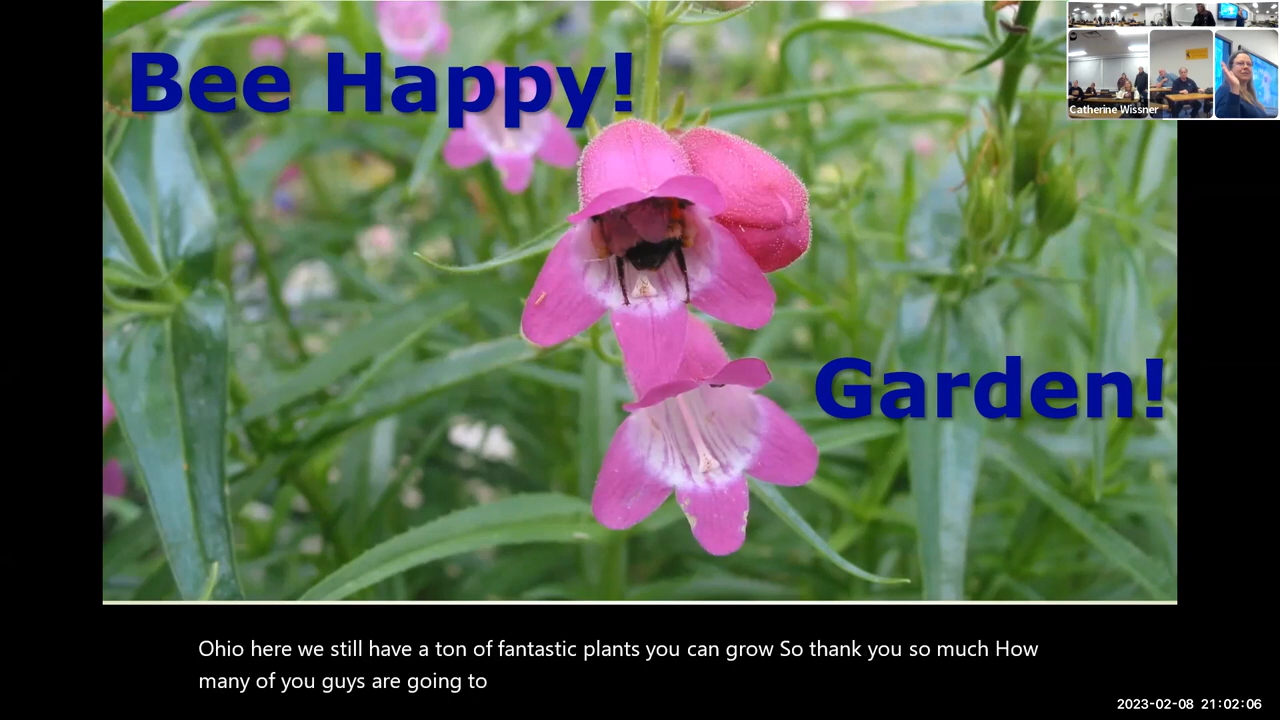 Bee Happy!
Catherine Wissner
Garden!
Ohio here we still have a ton of fantastic plants you can grow So thank you so much How
many of you guys are going to
2023-02-08 21:02:06